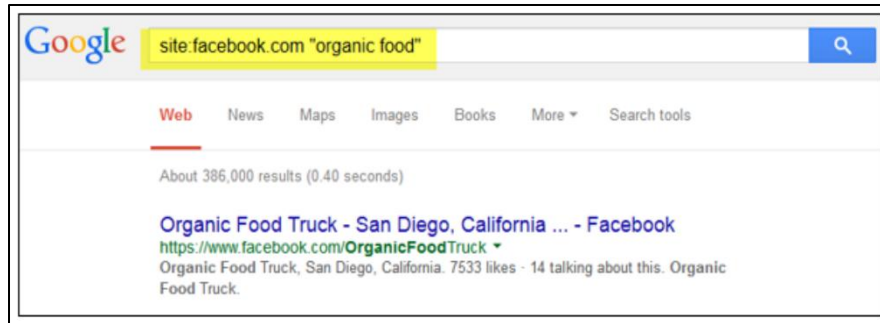 Google site:facebook.com "organic food"
Web News Maps Images Books More Search tools
About 386,000 results (0.40 seconds)
Organic Food Truck - San Diego, California ... - Facebook
https://www.facebook.com/OrganicFoodTruck
Organic Food Truck, San Diego, California. 7533 likes · 14 talking about this. Organic
Food Truck.